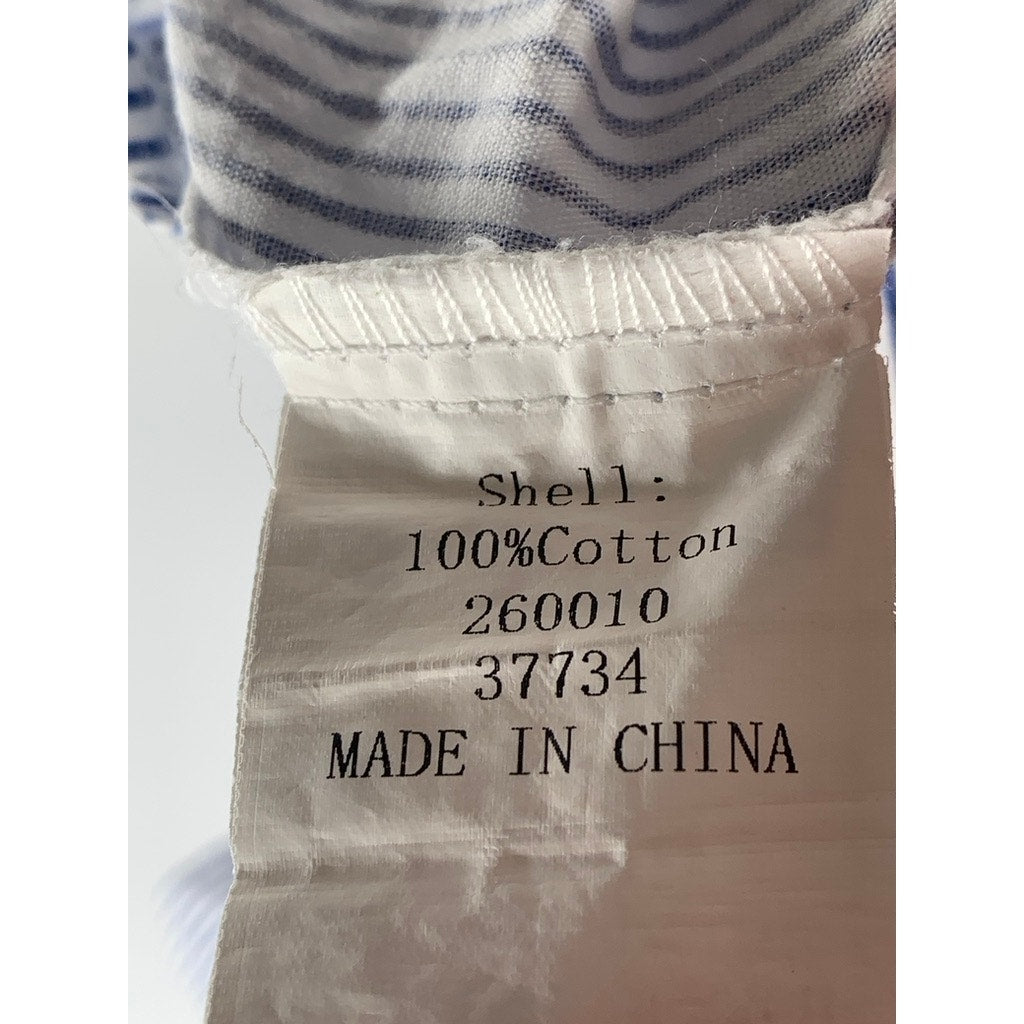 Shell:
100%Cotton
260010
37734
MADE IN CHINA